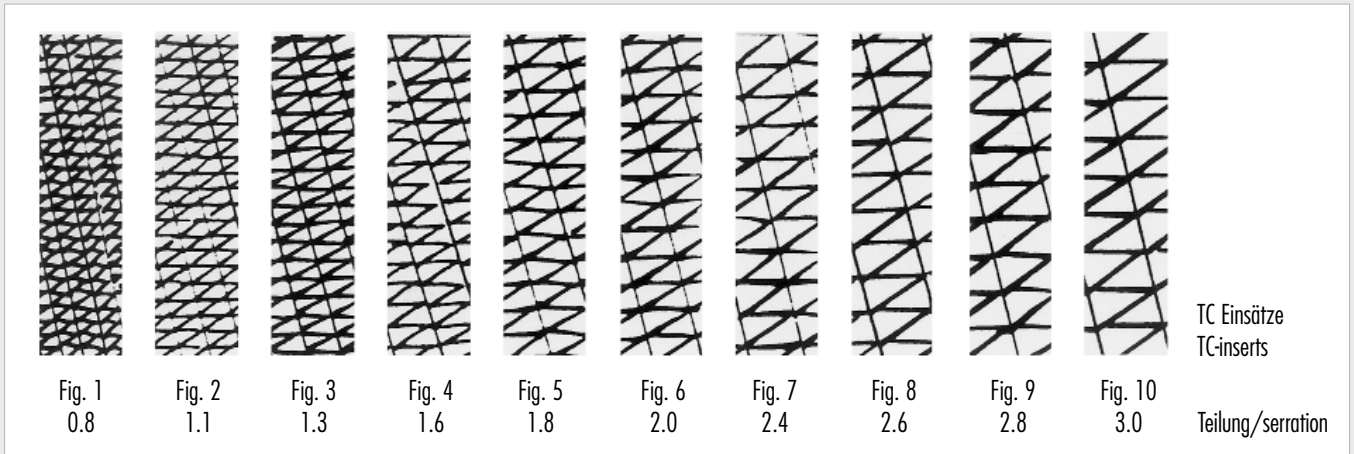 TC Einsätze
TC-inserts
Fig. 1 Fig. 2 Fig. 3 Fig. 4 Fig. 5 Fig. 6 Fig. 7 Fig. 8 Fig. 9 Fig. 10
0.8 1.1 1.3 1.6 1.8 2.0 2.4 2.6 2.8 3.0 Teilung/serration